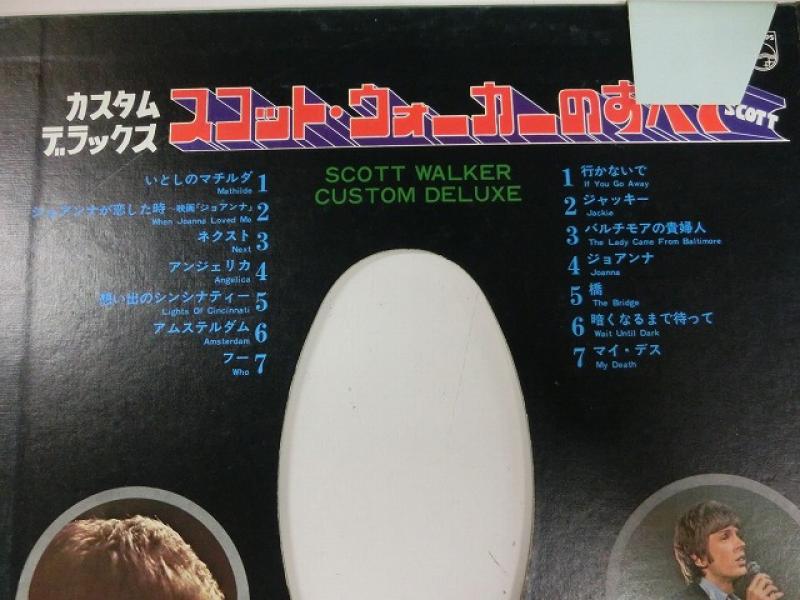 カスタム
デラックス
スコット・ウォーカーのすべて
SCOTT
SCOTT WALKER
CUSTOM DELUXE
いとしのマチルダ 1
Mathilde
ジョアンナが恋した時 —映画「ジョアンナ」 2
When Joanna Loved Me
ネクスト 3
Next
アンジェリカ 4
Angelica
想い出のシンシナティー 5
Lights Of Cincinnati
アムステルダム 6
Amsterdam
フー 7
Who
1 行かないで
If You Go Away
2 ジャッキー
Jackie
3 バルチモアの貴婦人
The Lady Came From Baltimore
4 ジョアンナ
Joanna
5 橋
The Bridge
6 暗くなるまで待って
Wait Until Dark
7 マイ・デス
My Death